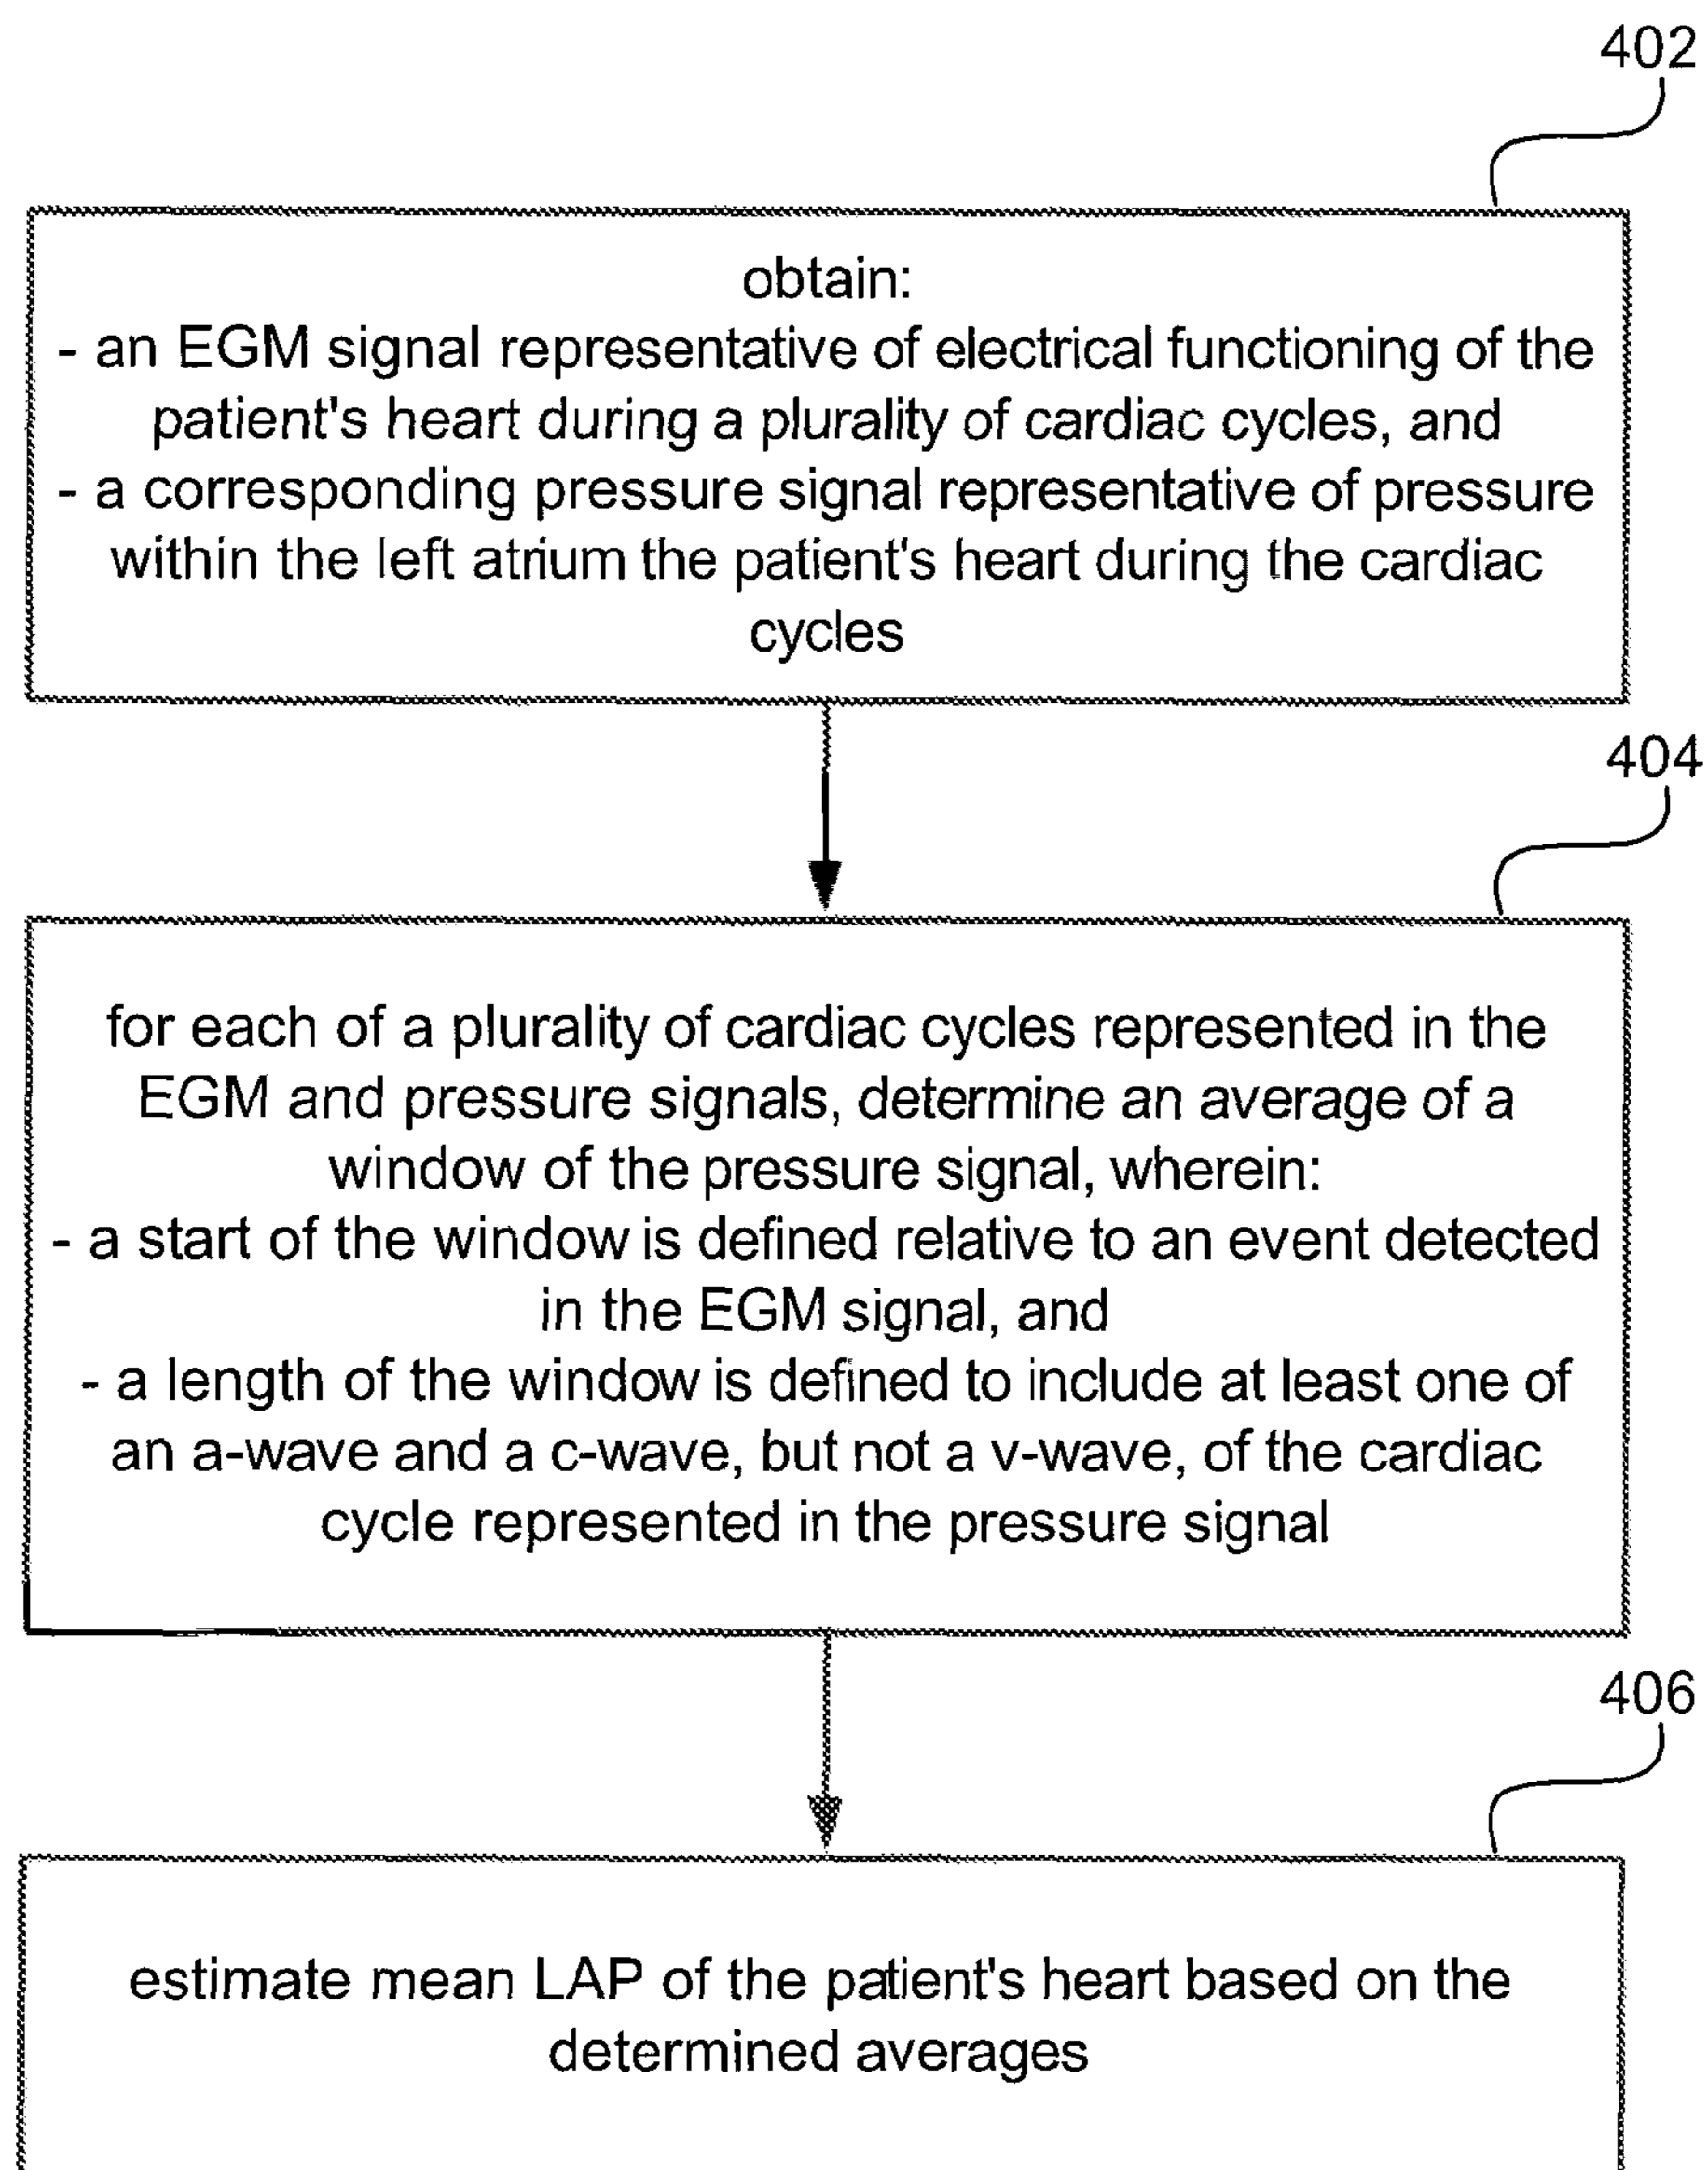 402
obtain:
- an EGM signal representative of electrical functioning of the
patient's heart during a plurality of cardiac cycles, and
- a corresponding pressure signal representative of pressure
within the left atrium the patient's heart during the cardiac
cycles
404
for each of a plurality of cardiac cycles represented in the
EGM and pressure signals, determine an average of a
window of the pressure signal, wherein:
- a start of the window is defined relative to an event detected
in the EGM signal, and
- a length of the window is defined to include at least one of
an a-wave and a c-wave, but not a v-wave, of the cardiac
cycle represented in the pressure signal
406
estimate mean LAP of the patient's heart based on the
determined averages